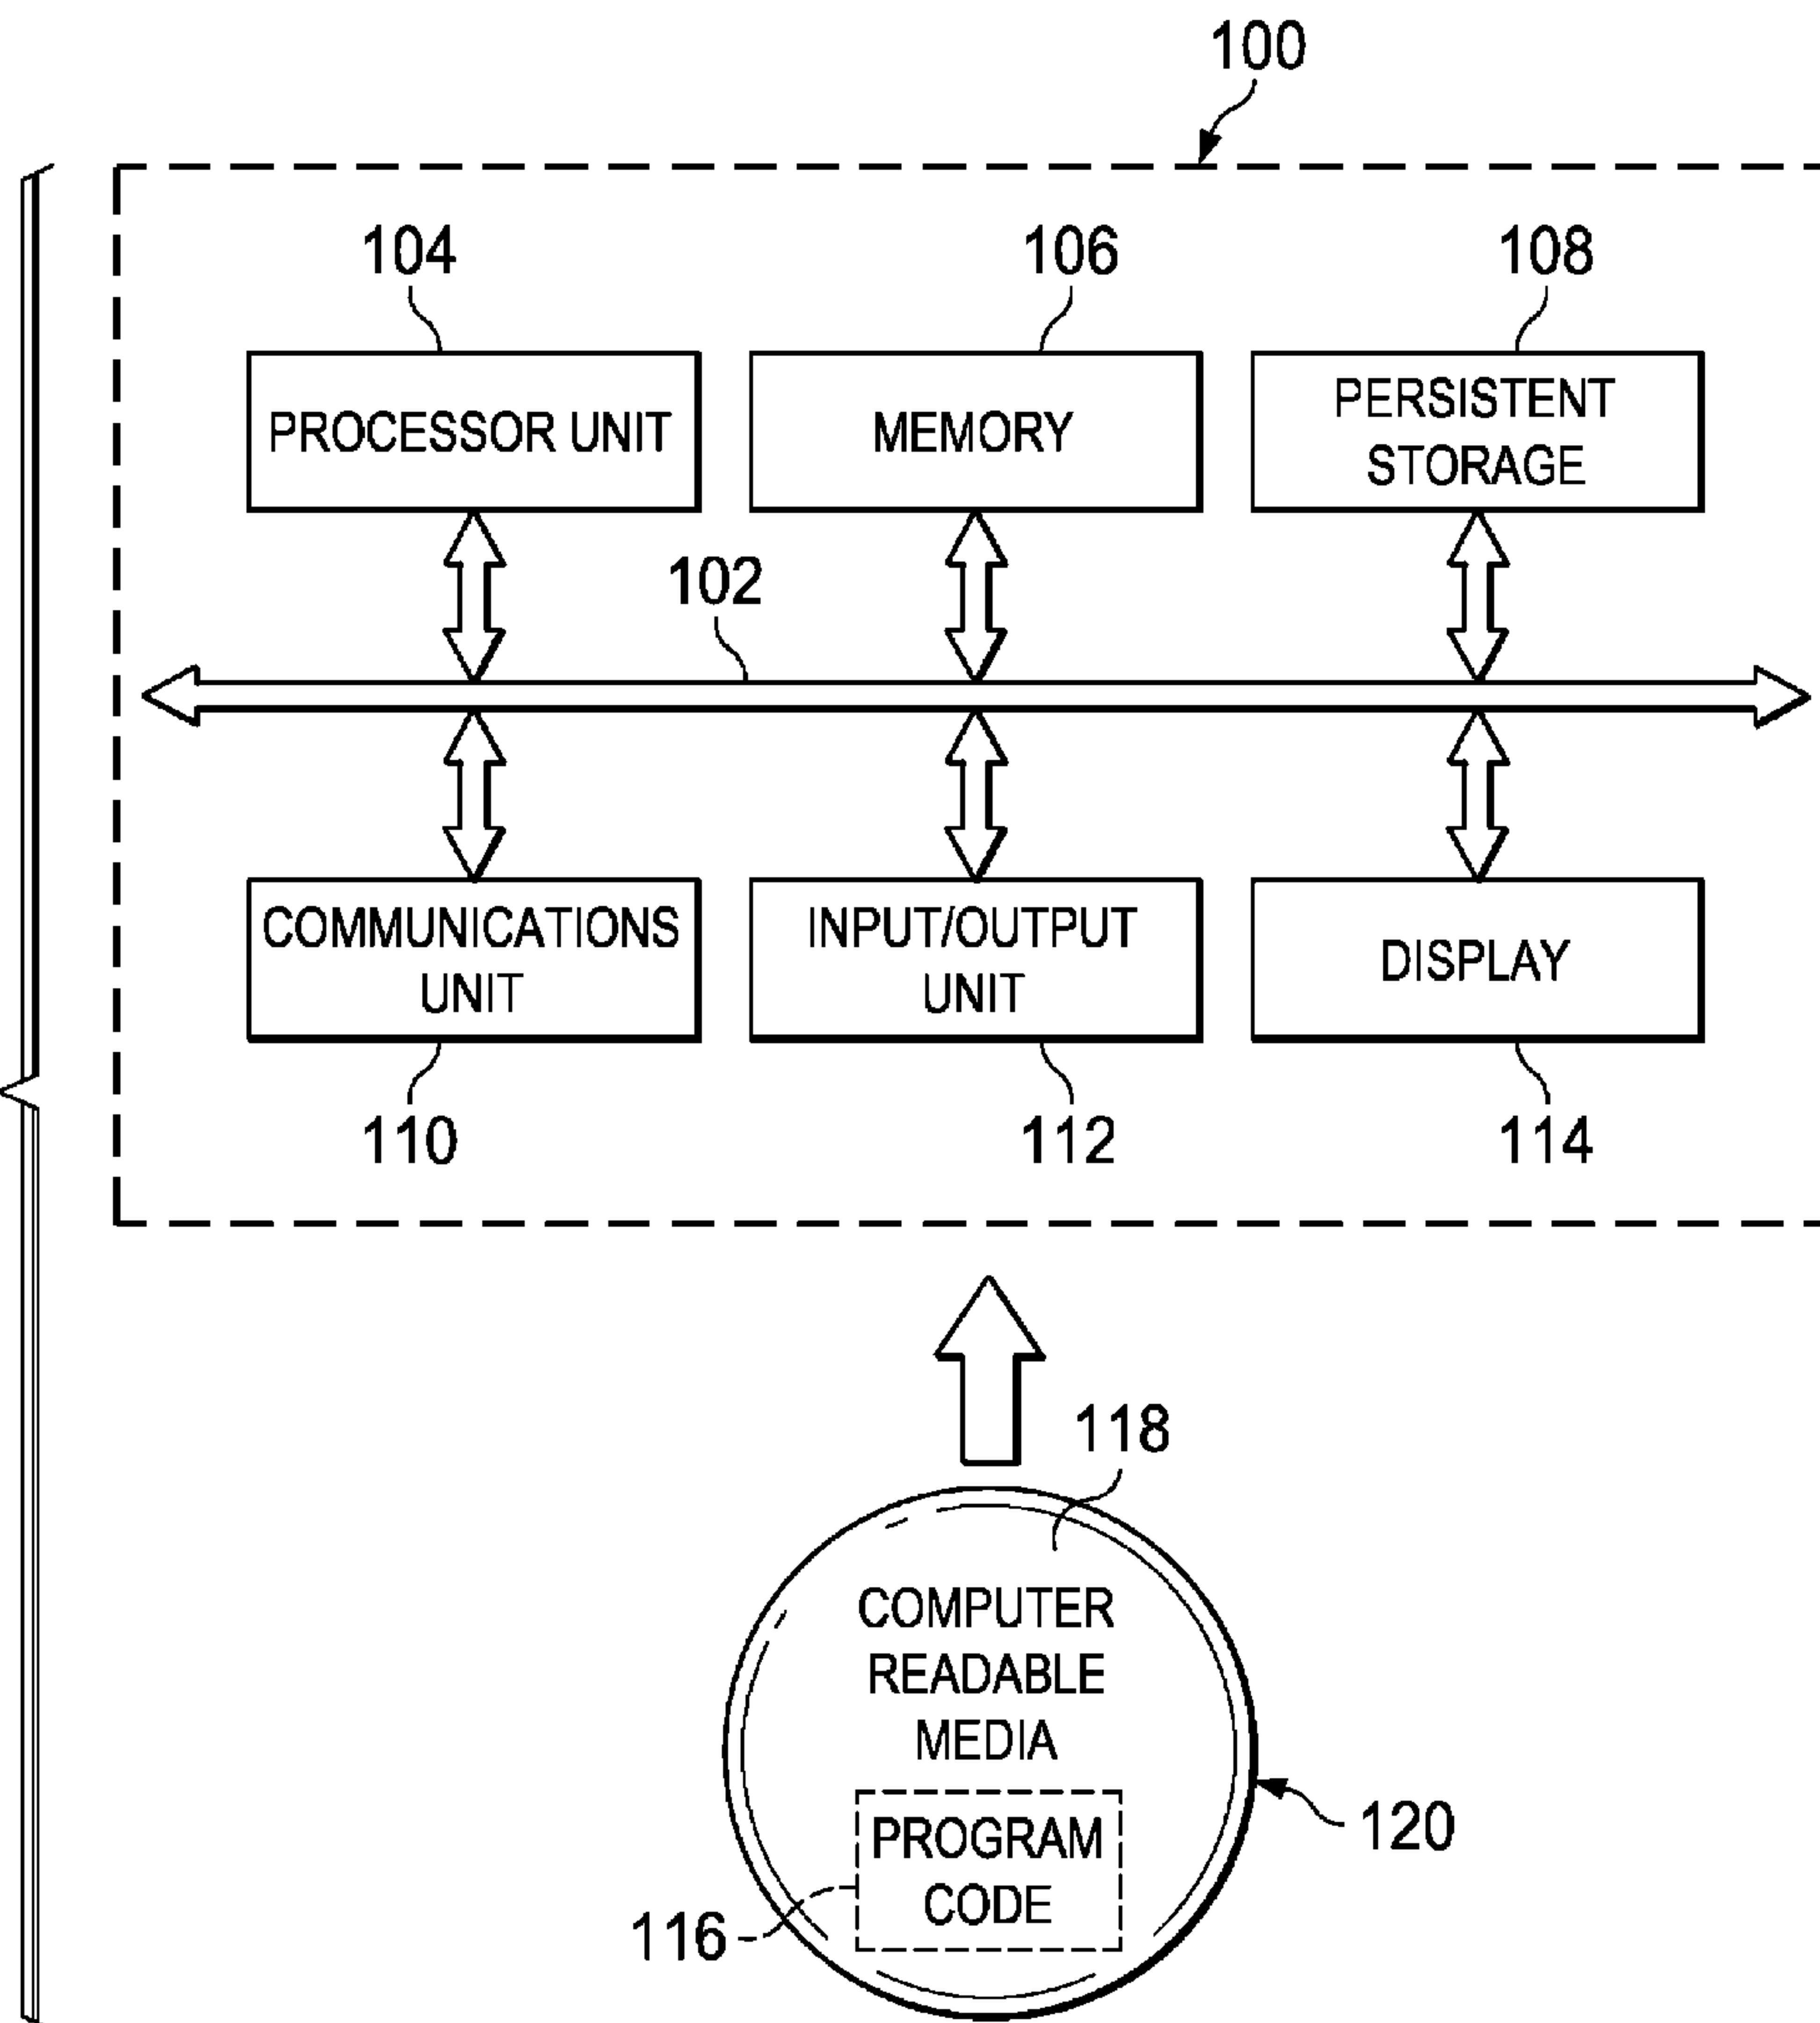 100
104
106
108
PROCESSOR UNIT
MEMORY
PERSISTENT
STORAGE
102
COMMUNICATIONS
UNIT
INPUT/OUTPUT
UNIT
DISPLAY
110
112
114
118
COMPUTER
READABLE
MEDIA
PROGRAM
CODE
120
116